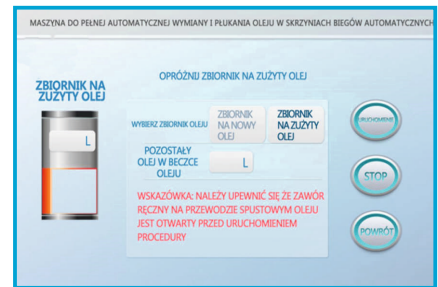 MASZYNA DO PEŁNEJ AUTOMATYCZNEJ WYMIANY I PŁUKANIA OLEJU W SKRZYNIACH BIEGÓW AUTOMATYCZNYCH
OPRÓŻNIJ ZBIORNIK NA ZUŻYTY OLEJ
ZBIORNIK NA
ZUŻYTY OLEJ
L
WYBIERZ ZBIORNIK OLEJU
ZBIORNIK
NA NOWY
OLEJ
ZBIORNIK
NA ZUŻYTY
OLEJ
URUCHOMIENIE
POZOSTAŁY
OLEJ W BECZCE
OLEJU
L
STOP
WSKAZÓWKA: NALEŻY UPEWNIĆ SIĘ ŻE ZAWÓR
RĘCZNY NA PRZEWODZIE SPUSTOWYM OLEJU
JEST OTWARTY PRZED URUCHOMIENIEM
PROCEDURY
POWRÓT